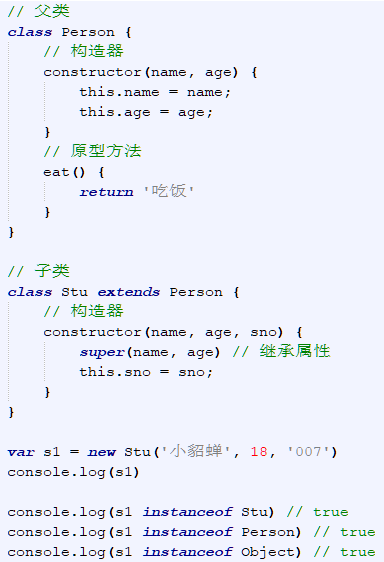 // 父类
class Person {
    // 构造器
    constructor(name, age) {
        this.name = name;
        this.age = age;
    }
    // 原型方法
    eat() {
        return '吃饭'
    }
}

// 子类
class Stu extends Person {
    // 构造器
    constructor(name, age, sno) {
        super(name, age) // 继承属性
        this.sno = sno;
    }
}

var s1 = new Stu('小貂蝉', 18, '007')
console.log(s1)

console.log(s1 instanceof Stu) // true
console.log(s1 instanceof Person) // true
console.log(s1 instanceof Object) // true